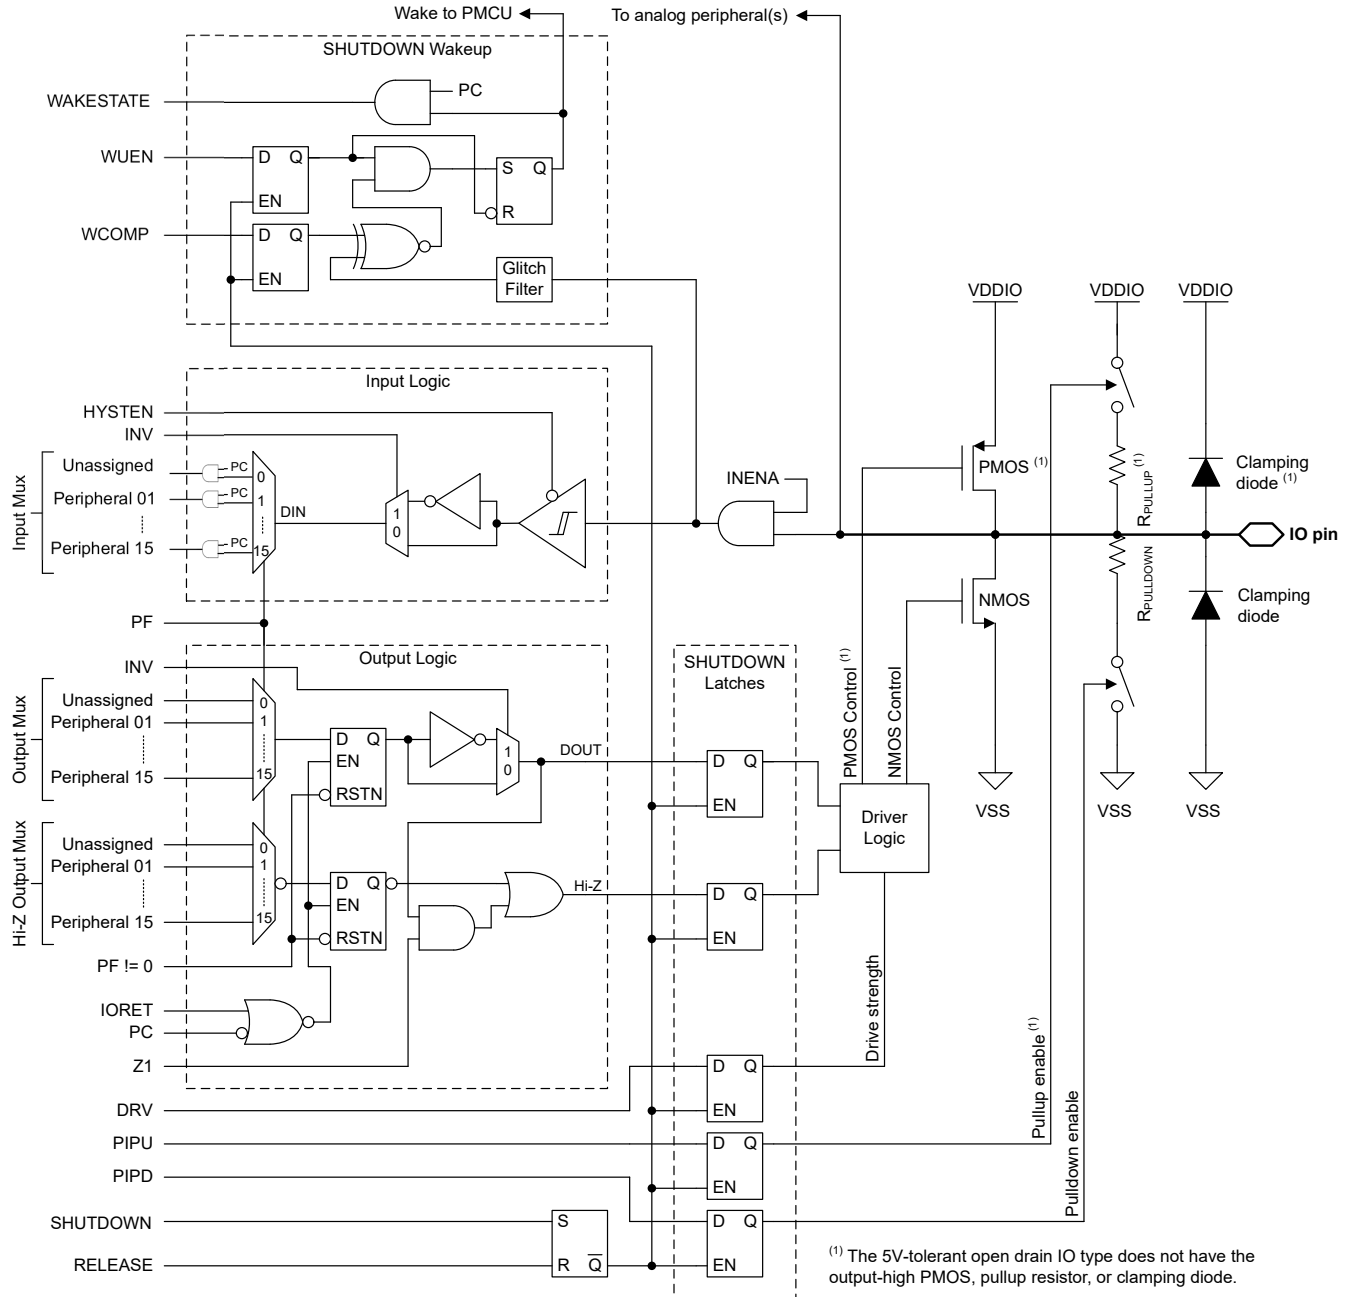 Wake to PMCU
To analog peripheral(s)
SHUTDOWN Wakeup
WAKESTATE
PC
WUEN
D Q
EN
S Q
R
WCOMP
D Q
EN
Glitch
Filter
VDDIO
VDDIO
VDDIO
Input Logic
HYSTEN
INV
Input Mux
Unassigned
PC
0
Peripheral 01
PC
1
Peripheral 15
PC
15
DIN
1
0
INENA
PMOS (1)
RPULLUP (1)
Clamping
diode (1)
IO pin
RPULLDOWN
NMOS
Clamping
diode
PF
Output Logic
INV
Output Mux
Unassigned
0
Peripheral 01
1
Peripheral 15
15
D Q
EN
RSTN
1
0
DOUT
SHUTDOWN
Latches
D Q
EN
PMOS Control (1)
NMOS Control
Driver
Logic
VSS
VSS
VSS
Hi-Z Output Mux
Unassigned
0
Peripheral 01
1
Peripheral 15
15
D Q
EN
RSTN
Hi-Z
D Q
EN
PF != 0
IORET
PC
Z1
Drive strength
D Q
EN
DRV
PIPU
D Q
EN
Pullup enable (1)
Pulldown enable
PIPD
SHUTDOWN
S
D Q
EN
RELEASE
R Q
(1) The 5V-tolerant open drain IO type does not have the
output-high PMOS, pullup resistor, or clamping diode.